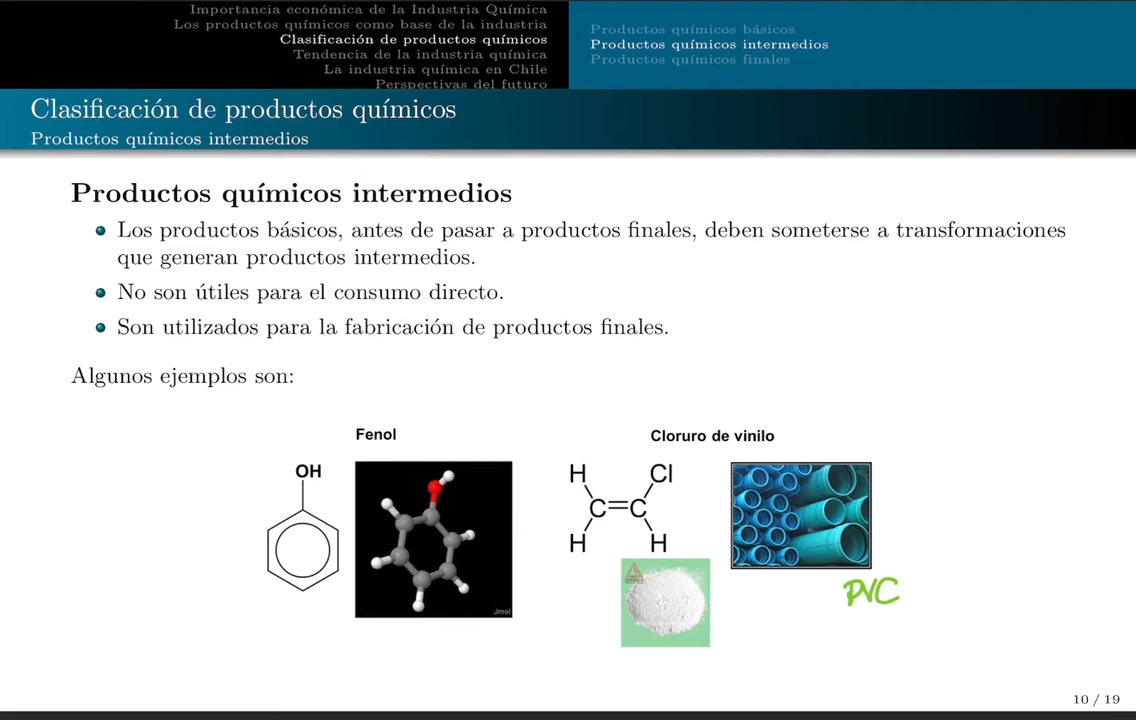 Importancia económica de la Industria Química
Los productos químicos como base de la industria
Clasificación de productos químicos
Tendencia de la industria química
La industria química en Chile
Perspectivas del futuro
Productos químicos básicos
Productos químicos intermedios
Productos químicos finales
Clasificación de productos químicos
Productos químicos intermedios
Productos químicos intermedios
Los productos básicos, antes de pasar a productos finales, deben someterse a transformaciones
que generan productos intermedios.
No son útiles para el consumo directo.
Son utilizados para la fabricación de productos finales.
Algunos ejemplos son:
Fenol
OH
Jmol
Cloruro de vinilo
H Cl
C=C
H H
PVC
10 / 19